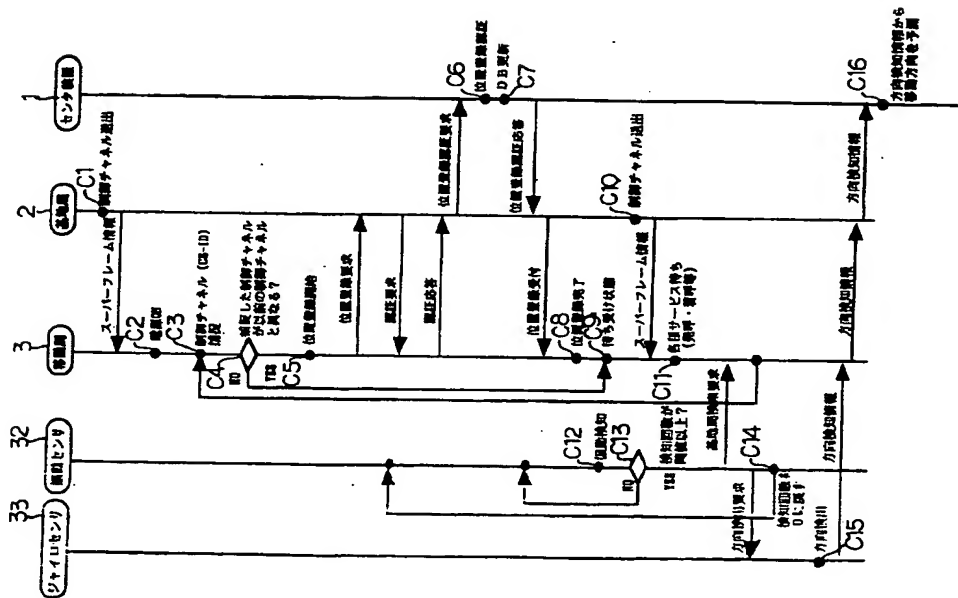 1
センタ装置
2
基地局
3
移動局
32
振動センサ
33
ジャイロセンサ
C1
制御チャネル送出
スーパーフレーム情報
C2
電源ON
C3
制御チャネル(CS-ID)
捕捉
C4
捕捉した制御チャネル
が以前の制御チャネル
と異なる?
NO
YES
C5
位置登録開始
位置登録要求
認証要求
認証応答
位置登録認証要求
C6
位置登録認証
DB更新
C7
位置登録認証応答
位置登録受付
C8
位置登録完了
C9
待ち受け状態
C10
制御チャネル送出
スーパーフレーム情報
C11
各種サービス待ち
(発呼・着呼等)
C12
振動検知
C13
NO
YES
検知回数が
閾値以上?
基地局検索要求
C14
検知回数を
0に戻す
方向検出要求
方向検出
C15
方向検知情報
方向検知情報
方向検知情報
C16
方向検知情報から
移動方向を予測